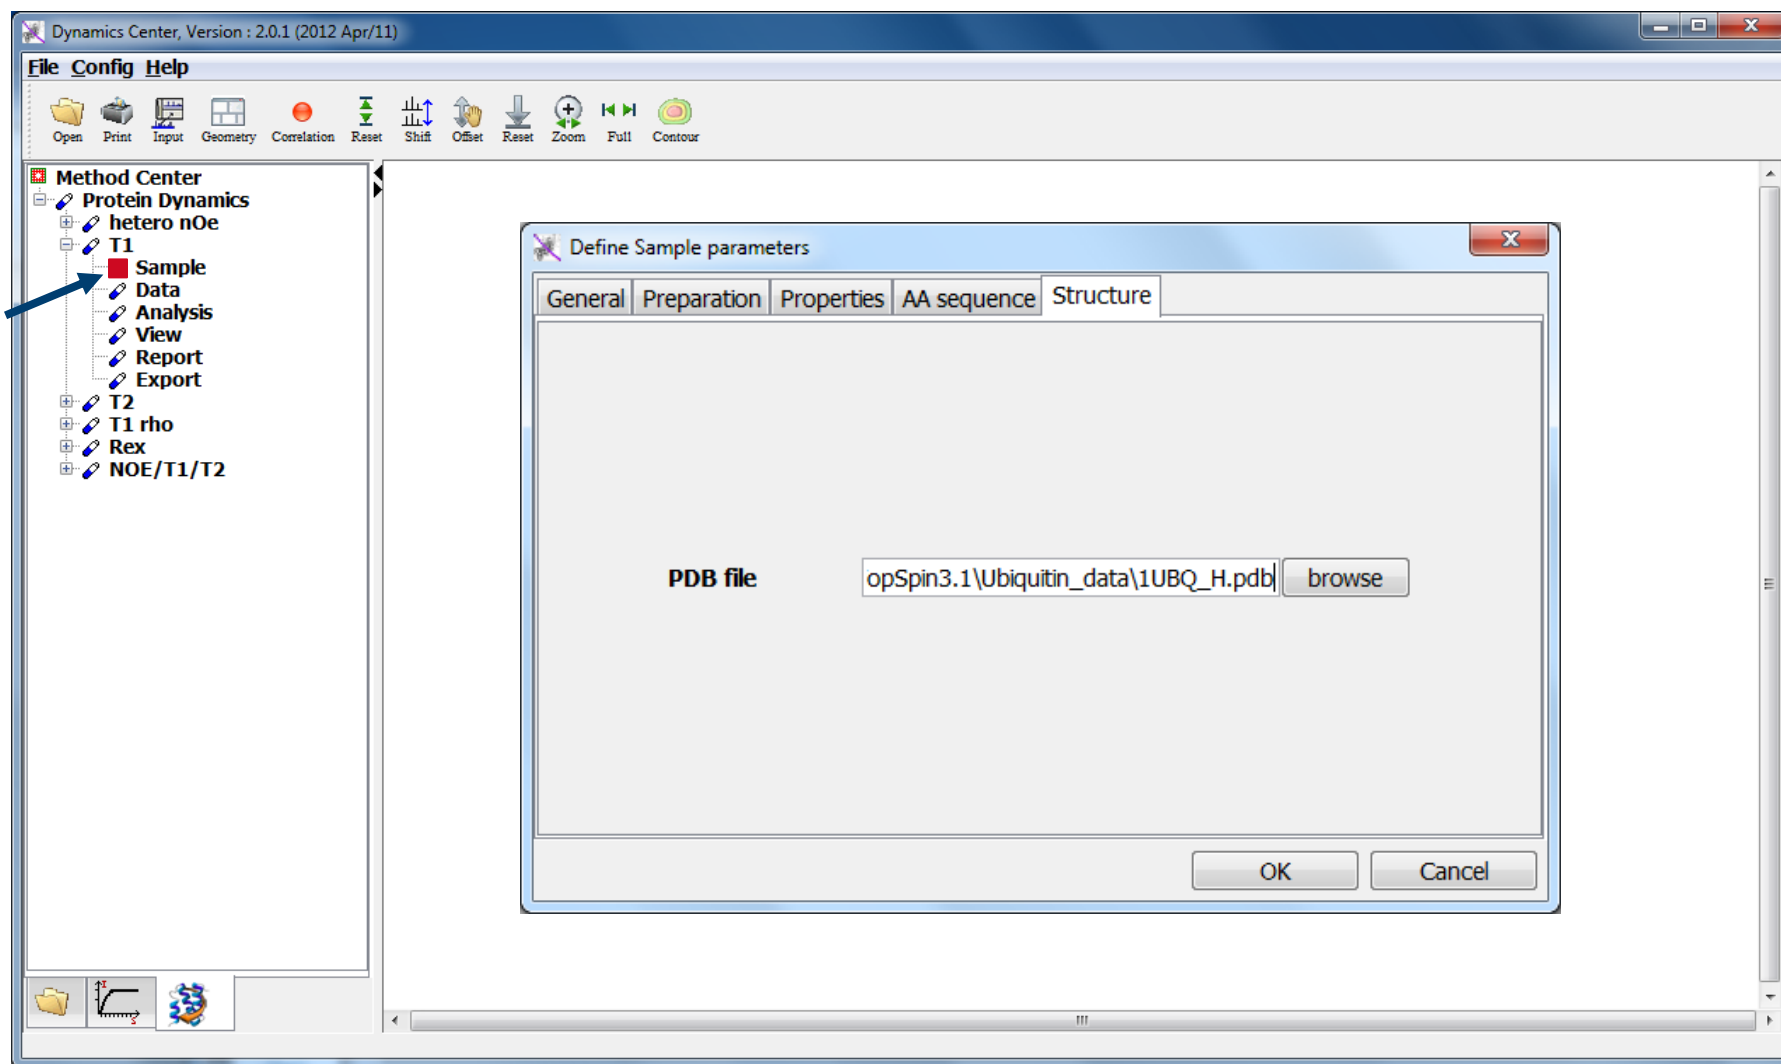 Dynamics Center, Version : 2.0.1 (2012 Apr/11)
File Config Help
Open Print Input Geometry Correlation Reset Shift Offset Reset Zoom Full Contour
Method Center
Protein Dynamics
hetero nOe
T1
Sample
Data
Analysis
View
Report
Export
T2
T1 rho
Rex
NOE/T1/T2
Define Sample parameters
General Preparation Properties AA sequence Structure
PDB file opSpin3.1\Ubiquitin_data\1UBQ_H.pdb browse
OK Cancel